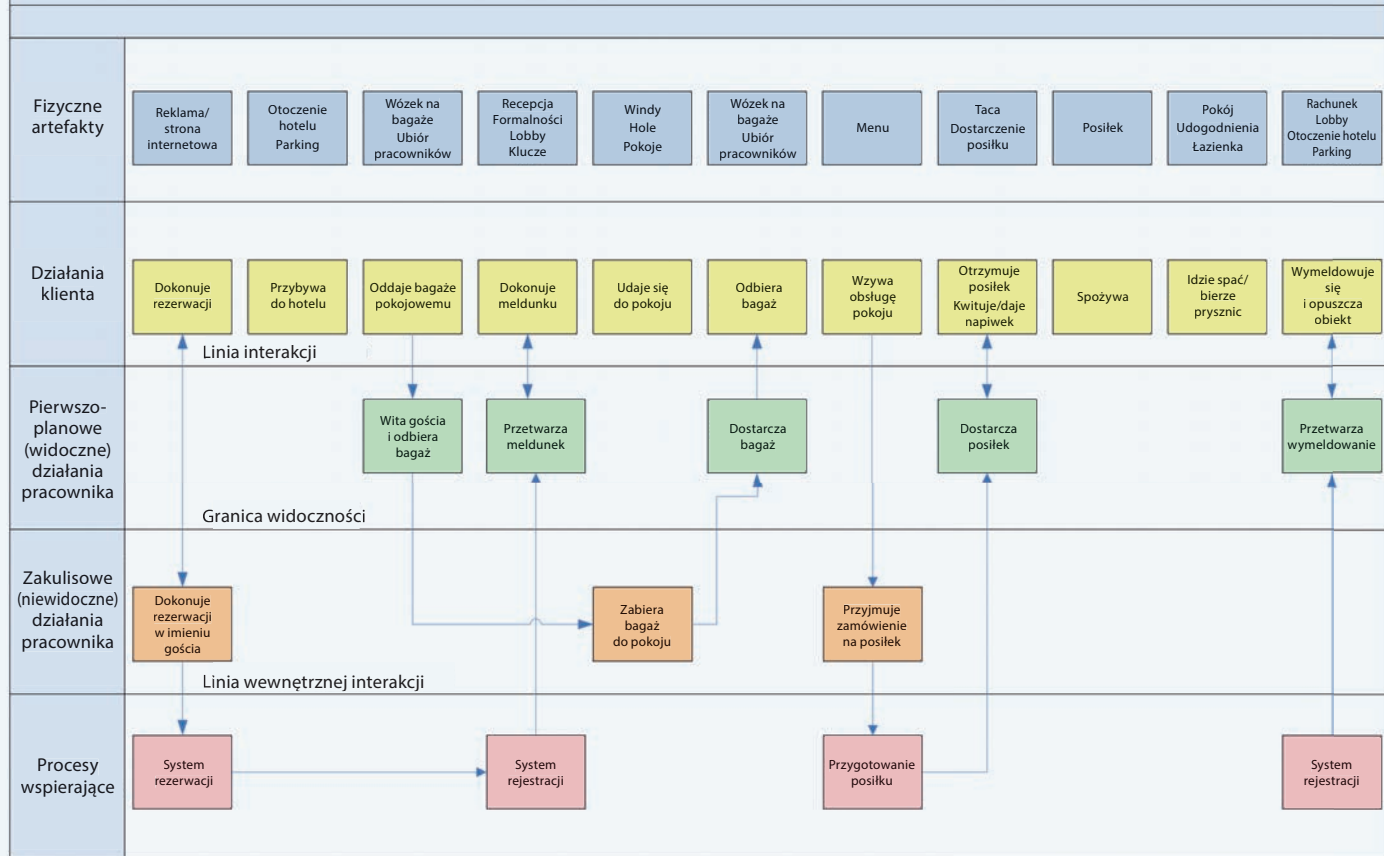 Fizyczne
artefakty
Reklama/
strona
internetowa
Otoczenie
hotelu
Parking
Wózek na
bagaże
Ubiór
pracowników
Recepcja
Formalności
Lobby
Klucze
Windy
Hole
Pokoje
Wózek na
bagaże
Ubiór
pracowników
Menu
Taca
Dostarczenie
posiłku
Posiłek
Pokój
Udogodnienia
Łazienka
Rachunek
Lobby
Otoczenie hotelu
Parking
Działania
klienta
Dokonuje
rezerwacji
Przybywa
do hotelu
Oddaje bagaże
pokojowemu
Dokonuje
meldunku
Udaje się
do pokoju
Odbiera
bagaż
Wzywa
obsługę
pokoju
Otrzymuje
posiłek
Kwituje/daje
napiwek
Spożywa
Idzie spać/
bierze
prysznic
Wymeldowuje
się
i opuszcza
obiekt
Linia interakcji
Pierwszo-
planowe
(widoczne)
działania
pracownika
Wita gościa
i odbiera
bagaż
Przetwarza
meldunek
Dostarcza
bagaż
Dostarcza
posiłek
Przetwarza
wymeldowanie
Granica widoczności
Zakulisowe
(niewidoczne)
działania
pracownika
Dokonuje
rezerwacji
w imieniu
gościa
Zabiera
bagaż
do pokoju
Przyjmuje
zamówienie
na posiłek
Linia wewnętrznej interakcji
Procesy
wspierające
System
rezerwacji
System
rejestracji
Przygotowanie
posiłku
System
rejestracji